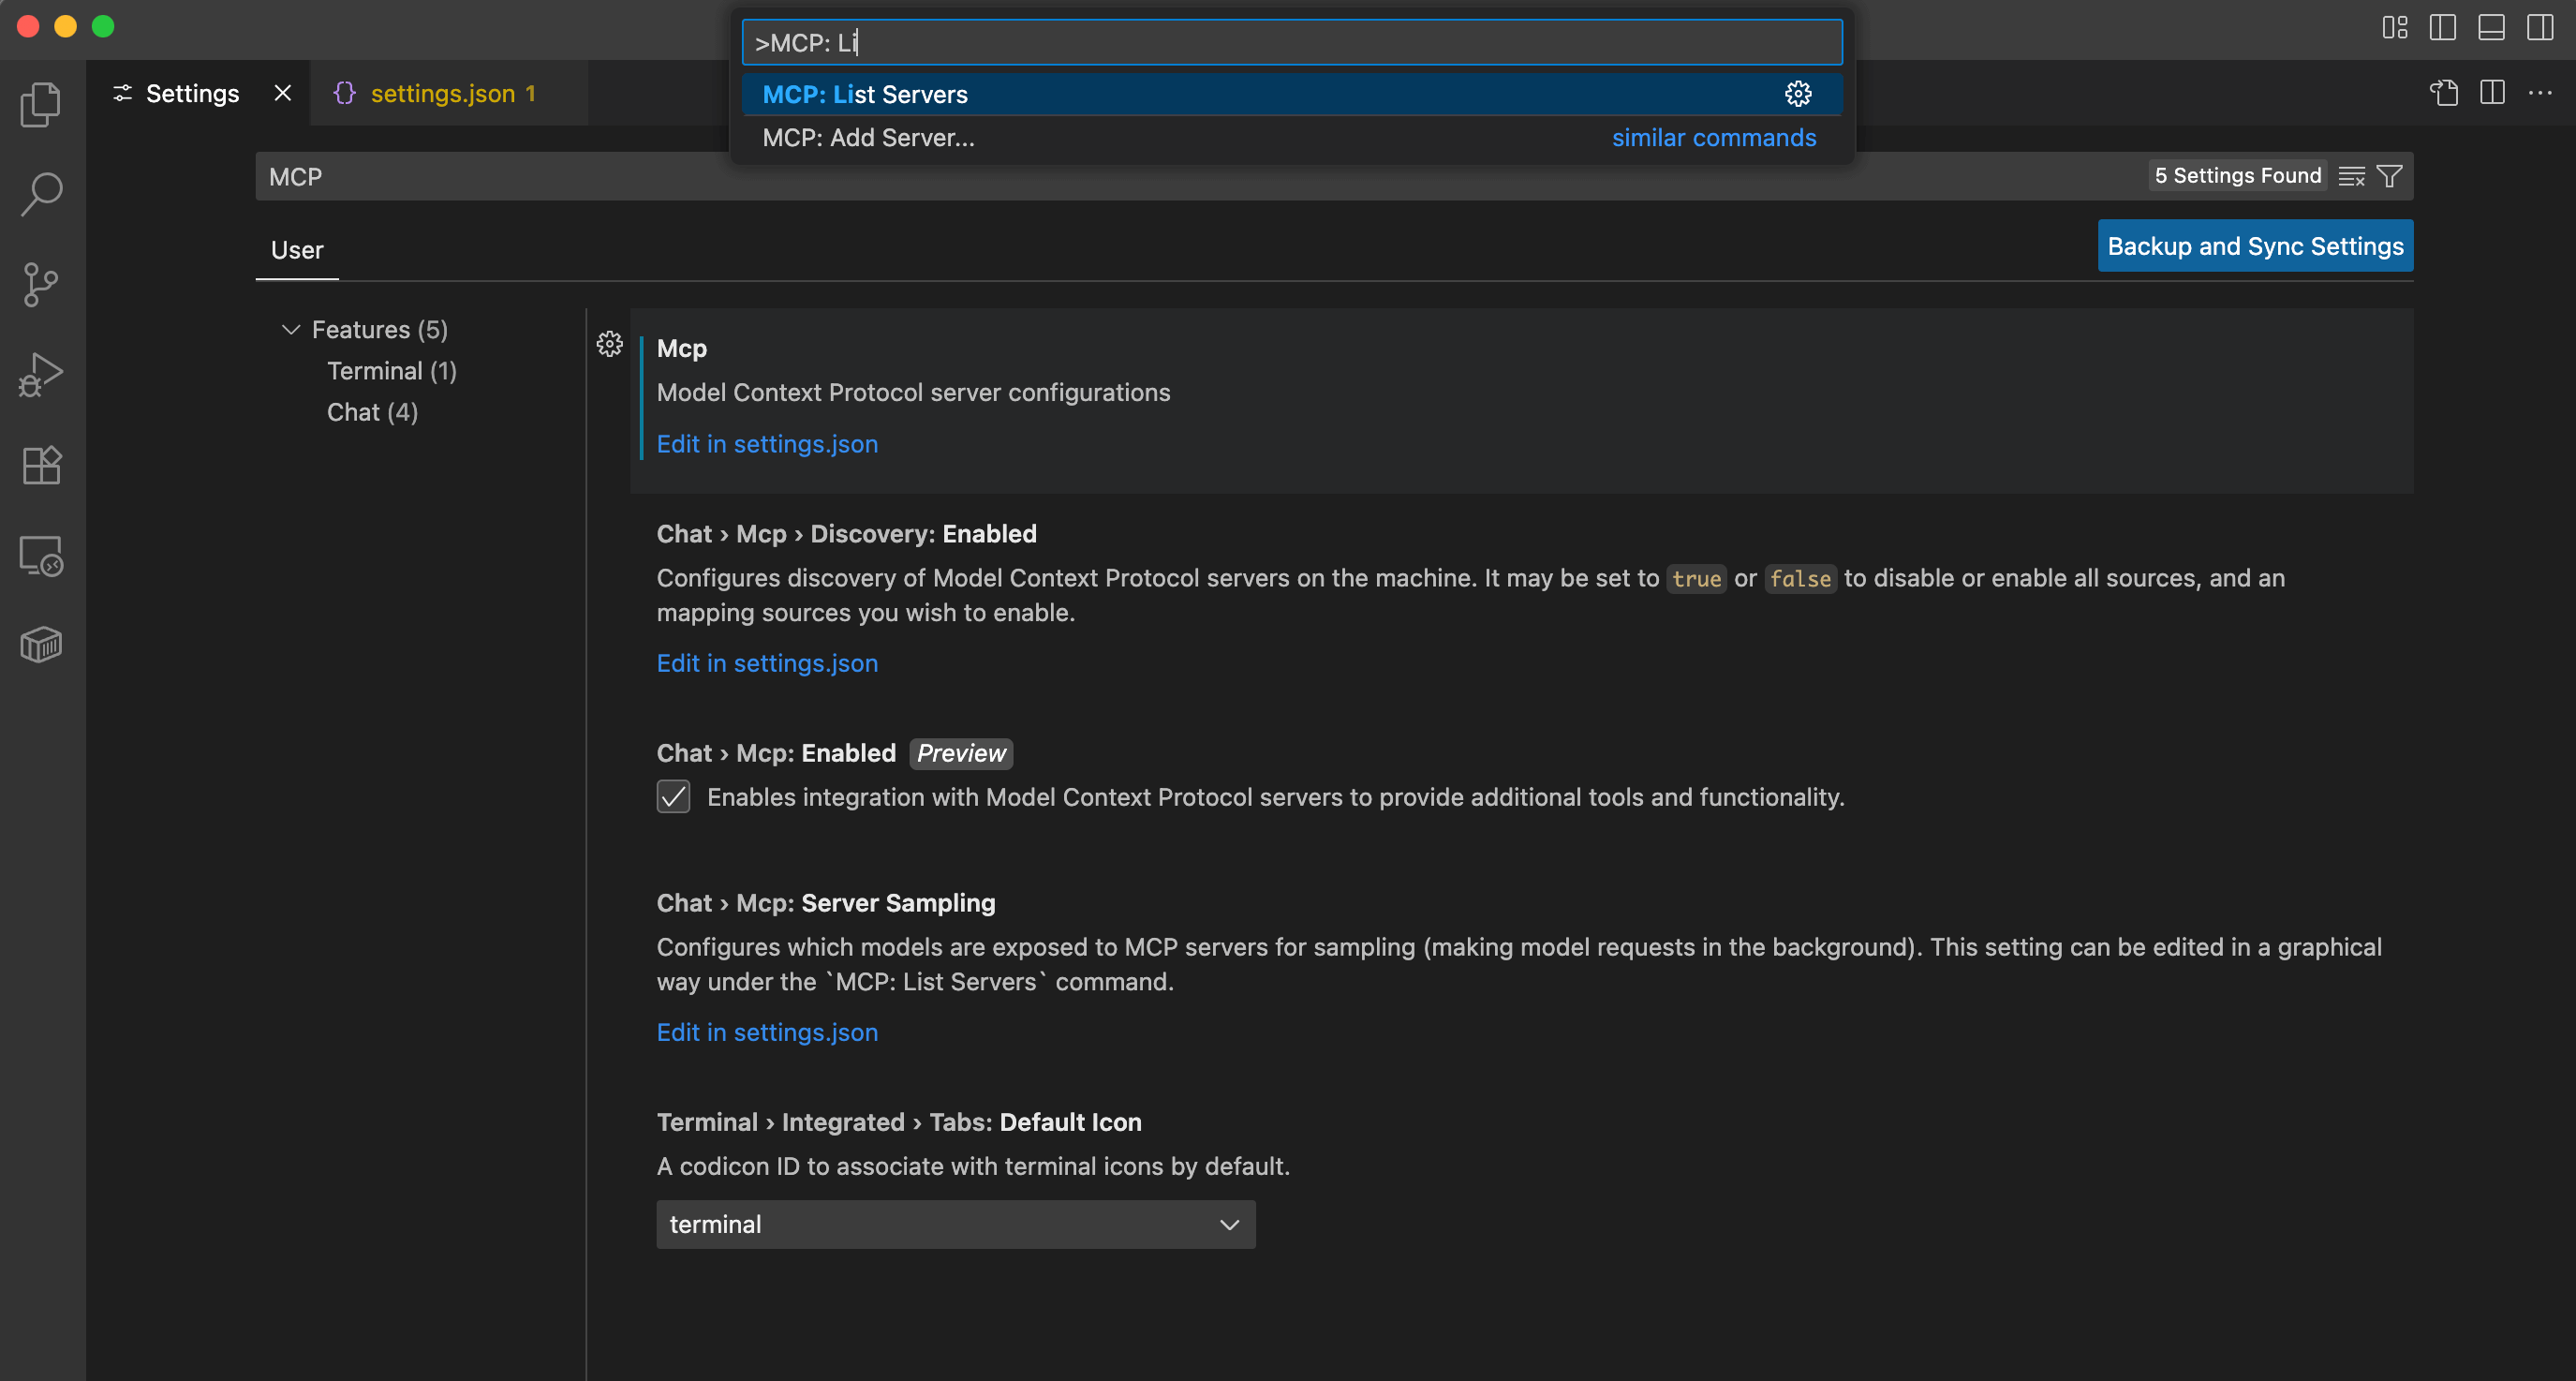 >MCP: Li
MCP: List Servers
MCP: Add Server...
similar commands
Settings
{} settings.json 1
MCP
5 Settings Found
User
Backup and Sync Settings
Features (5)
Terminal (1)
Chat (4)
Mcp
Model Context Protocol server configurations
Edit in settings.json
Chat › Mcp › Discovery: Enabled
Configures discovery of Model Context Protocol servers on the machine. It may be set to true or false to disable or enable all sources, and an
mapping sources you wish to enable.
Edit in settings.json
Chat › Mcp: Enabled Preview
Enables integration with Model Context Protocol servers to provide additional tools and functionality.
Chat › Mcp: Server Sampling
Configures which models are exposed to MCP servers for sampling (making model requests in the background). This setting can be edited in a graphical
way under the `MCP: List Servers` command.
Edit in settings.json
Terminal › Integrated › Tabs: Default Icon
A codicon ID to associate with terminal icons by default.
terminal